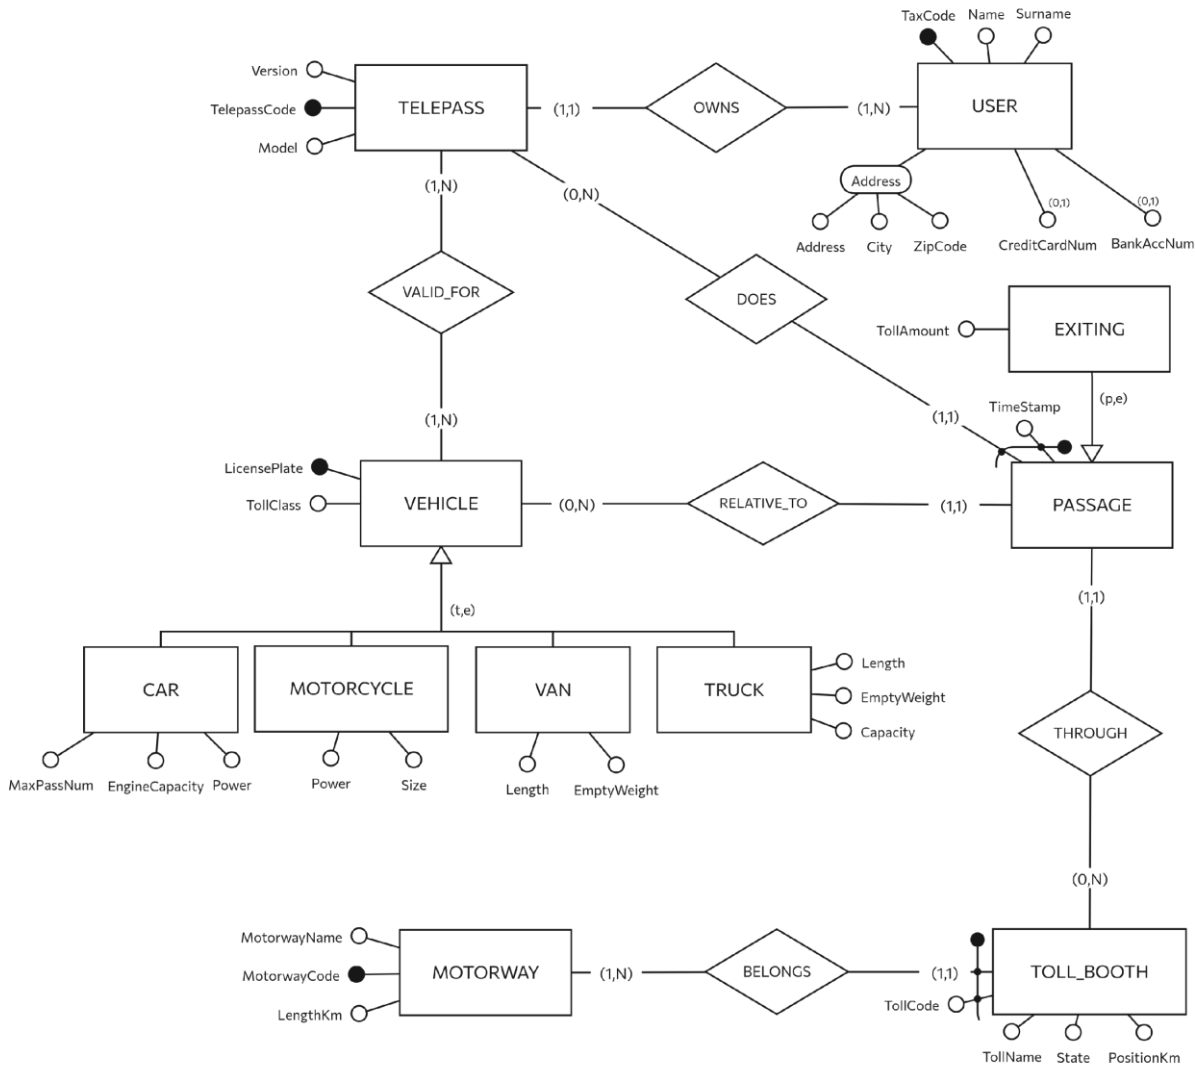 TaxCode
Name
Surname
Version
TelepassCode
Model
TELEPASS
(1,1)
OWNS
(1,N)
USER
Address
Address
City
ZipCode
(0,1)
CreditCardNum
(0,1)
BankAccNum
(1,N)
(0,N)
VALID_FOR
DOES
TollAmount
EXITING
(p,e)
(1,N)
(1,1)
TimeStamp
LicensePlate
TollClass
VEHICLE
(0,N)
RELATIVE_TO
(1,1)
PASSAGE
(t,e)
(1,1)
CAR
MOTORCYCLE
VAN
TRUCK
Length
EmptyWeight
Capacity
MaxPassNum
EngineCapacity
Power
Power
Size
Length
EmptyWeight
THROUGH
(0,N)
MotorwayName
MotorwayCode
LengthKm
MOTORWAY
(1,N)
BELONGS
(1,1)
TollCode
TOLL_BOOTH
TollName
State
PositionKm